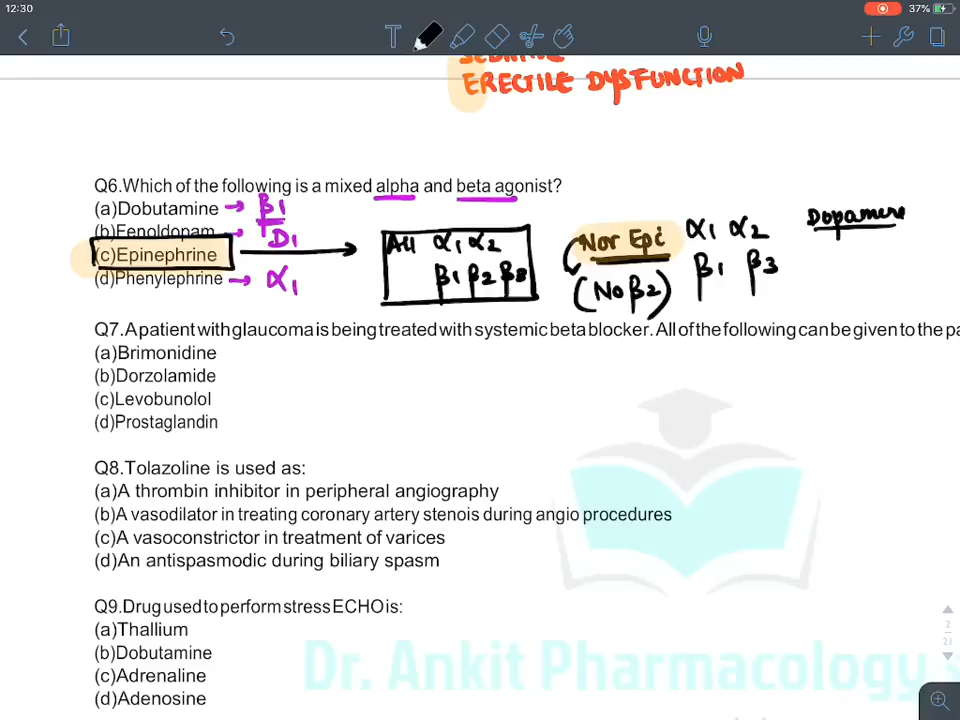 12:30
37%
ERECTILE DYSFUNCTION
Q6.Which of the following is a mixed alpha and beta agonist?
(a)Dobutamine → β1
(b)Fenoldopam → D1
(c)Epinephrine → All α1 α2
β1 β2 β3
(d)Phenylephrine → α1
Nor Epi α1 α2
(No β2) β1 β3
Dopamine
Q7.A patient with glaucoma is being treated with systemic beta blocker. All of the following can be given to the pa
(a)Brimonidine
(b)Dorzolamide
(c)Levobunolol
(d)Prostaglandin
Q8.Tolazoline is used as:
(a)A thrombin inhibitor in peripheral angiography
(b)A vasodilator in treating coronary artery stenois during angio procedures
(c)A vasoconstrictor in treatment of varices
(d)An antispasmodic during biliary spasm
Q9.Drug used to perform stress ECHO is:
(a)Thallium
(b)Dobutamine
(c)Adrenaline
(d)Adenosine
Dr. Ankit Pharmacology
2
21